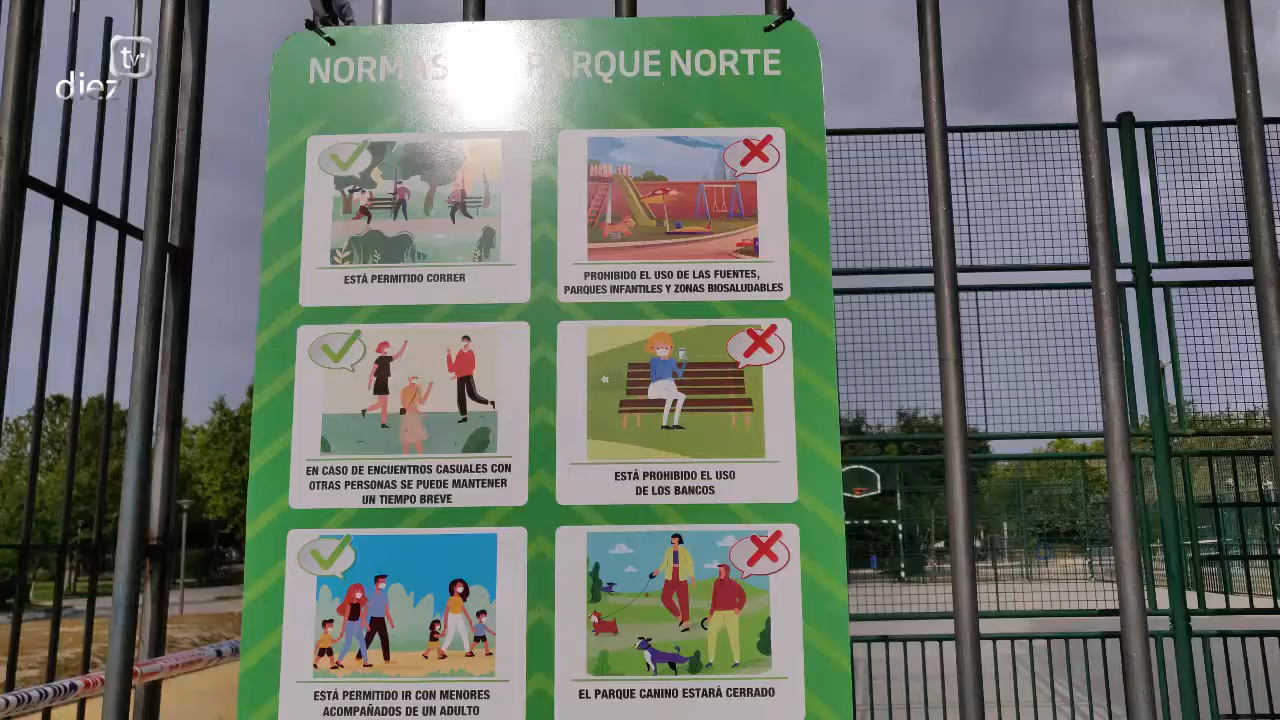 diez tv
NORMAS PARQUE NORTE
ESTÁ PERMITIDO CORRER
PROHIBIDO EL USO DE LAS FUENTES,
PARQUES INFANTILES Y ZONAS BIOSALUDABLES
EN CASO DE ENCUENTROS CASUALES CON
OTRAS PERSONAS SE PUEDE MANTENER
UN TIEMPO BREVE
ESTÁ PROHIBIDO EL USO
DE LOS BANCOS
ESTÁ PERMITIDO IR CON MENORES
ACOMPAÑADOS DE UN ADULTO
EL PARQUE CANINO ESTARÁ CERRADO